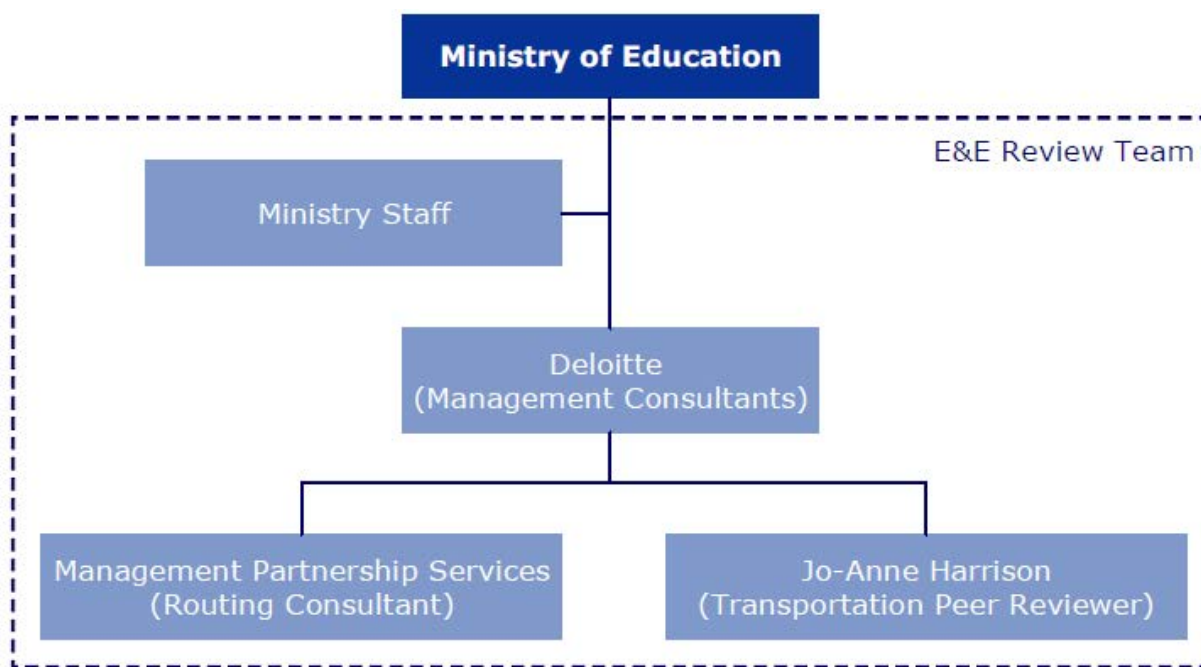 Ministry of Education
E&E Review Team
Ministry Staff
Deloitte
(Management Consultants)
Management Partnership Services
(Routing Consultant)
Jo-Anne Harrison
(Transportation Peer Reviewer)